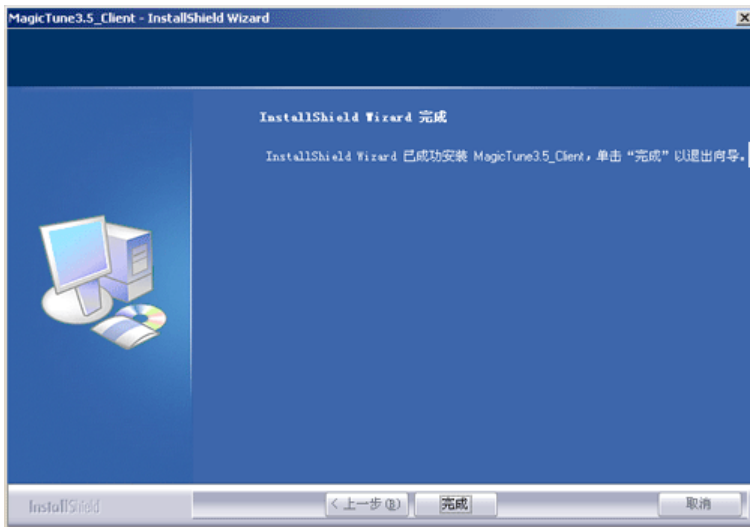 MagicTune3.5_Client - InstallShield Wizard
InstallShield Wizard 完成
InstallShield Wizard 已成功安装 MagicTune3.5_Client，单击“完成”以退出向导。
InstallShield
< 上一步(B)
完成
取消